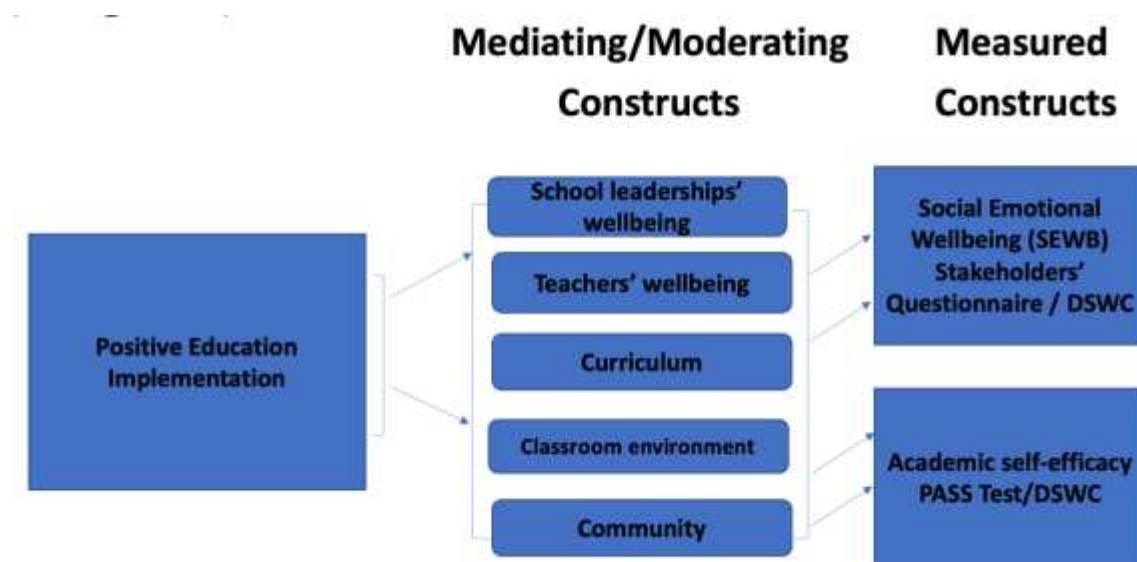 Mediating/Moderating
Constructs
Measured
Constructs
Positive Education
Implementation
School leaderships’
wellbeing
Teachers’ wellbeing
Curriculum
Classroom environment
Community
Social Emotional
Wellbeing (SEWB)
Stakeholders’
Questionnaire / DSWC
Academic self-efficacy
PASS Test/DSWC